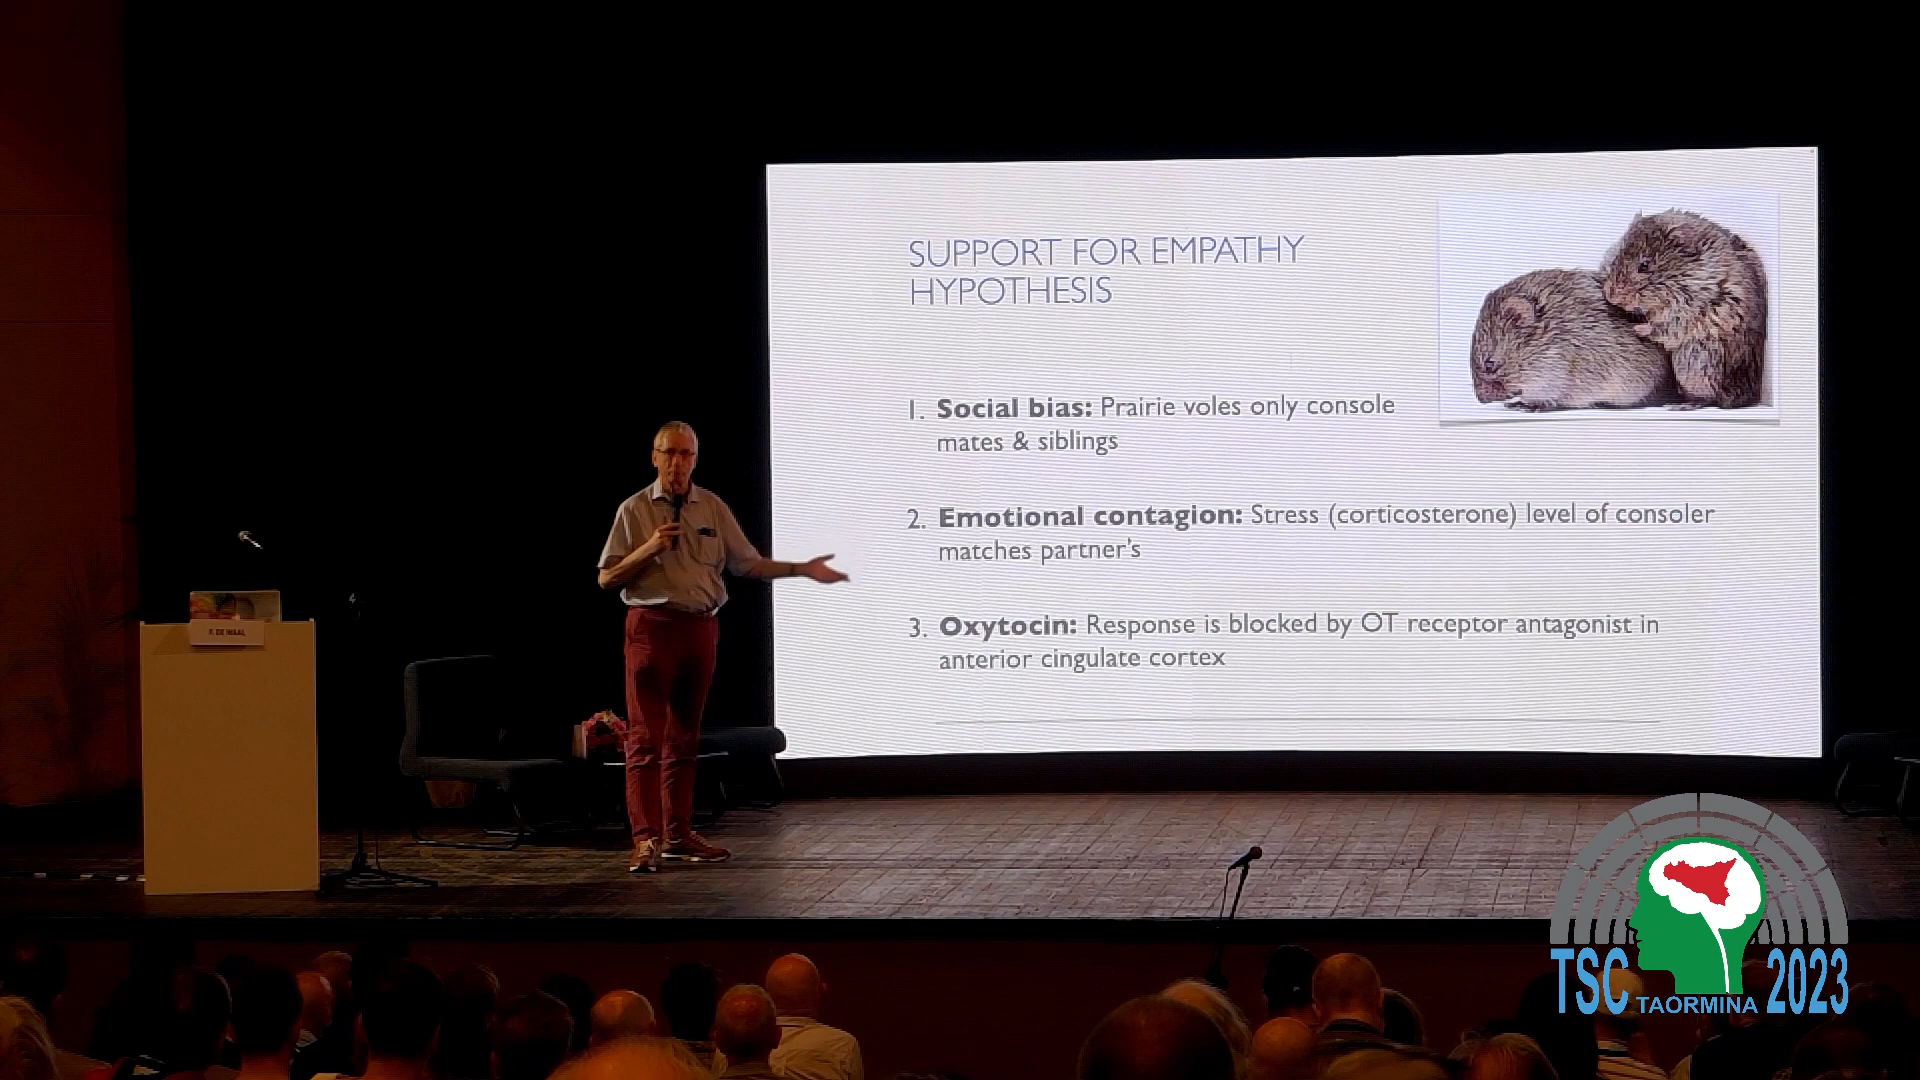 SUPPORT FOR EMPATHY
HYPOTHESIS
1. Social bias: Prairie voles only console
mates & siblings
2. Emotional contagion: Stress (corticosterone) level of consoler
matches partner's
3. Oxytocin: Response is blocked by OT receptor antagonist in
anterior cingulate cortex
F. DE WAAL
TSC TAORMINA 2023